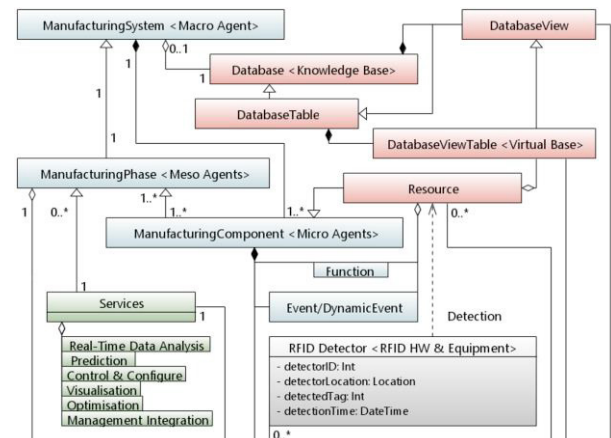 ManufacturingSystem <Macro Agent>
DatabaseView
1
0..1
1
Database <Knowledge Base>
1
DatabaseTable
1
DatabaseViewTable <Virtual Base>
ManufacturingPhase <Meso Agents>
Resource
1
0..*
1..*
1..*
1..*
0..*
ManufacturingComponent <Micro Agents>
Function
1
Services
1
Event/DynamicEvent
Detection
Real-Time Data Analysis
Prediction
Control & Configure
Visualisation
Optimisation
Management Integration
RFID Detector <RFID HW & Equipment>
- detectorID: Int
- detectorLocation: Location
- detectedTag: Int
- detectionTime: DateTime
0..*